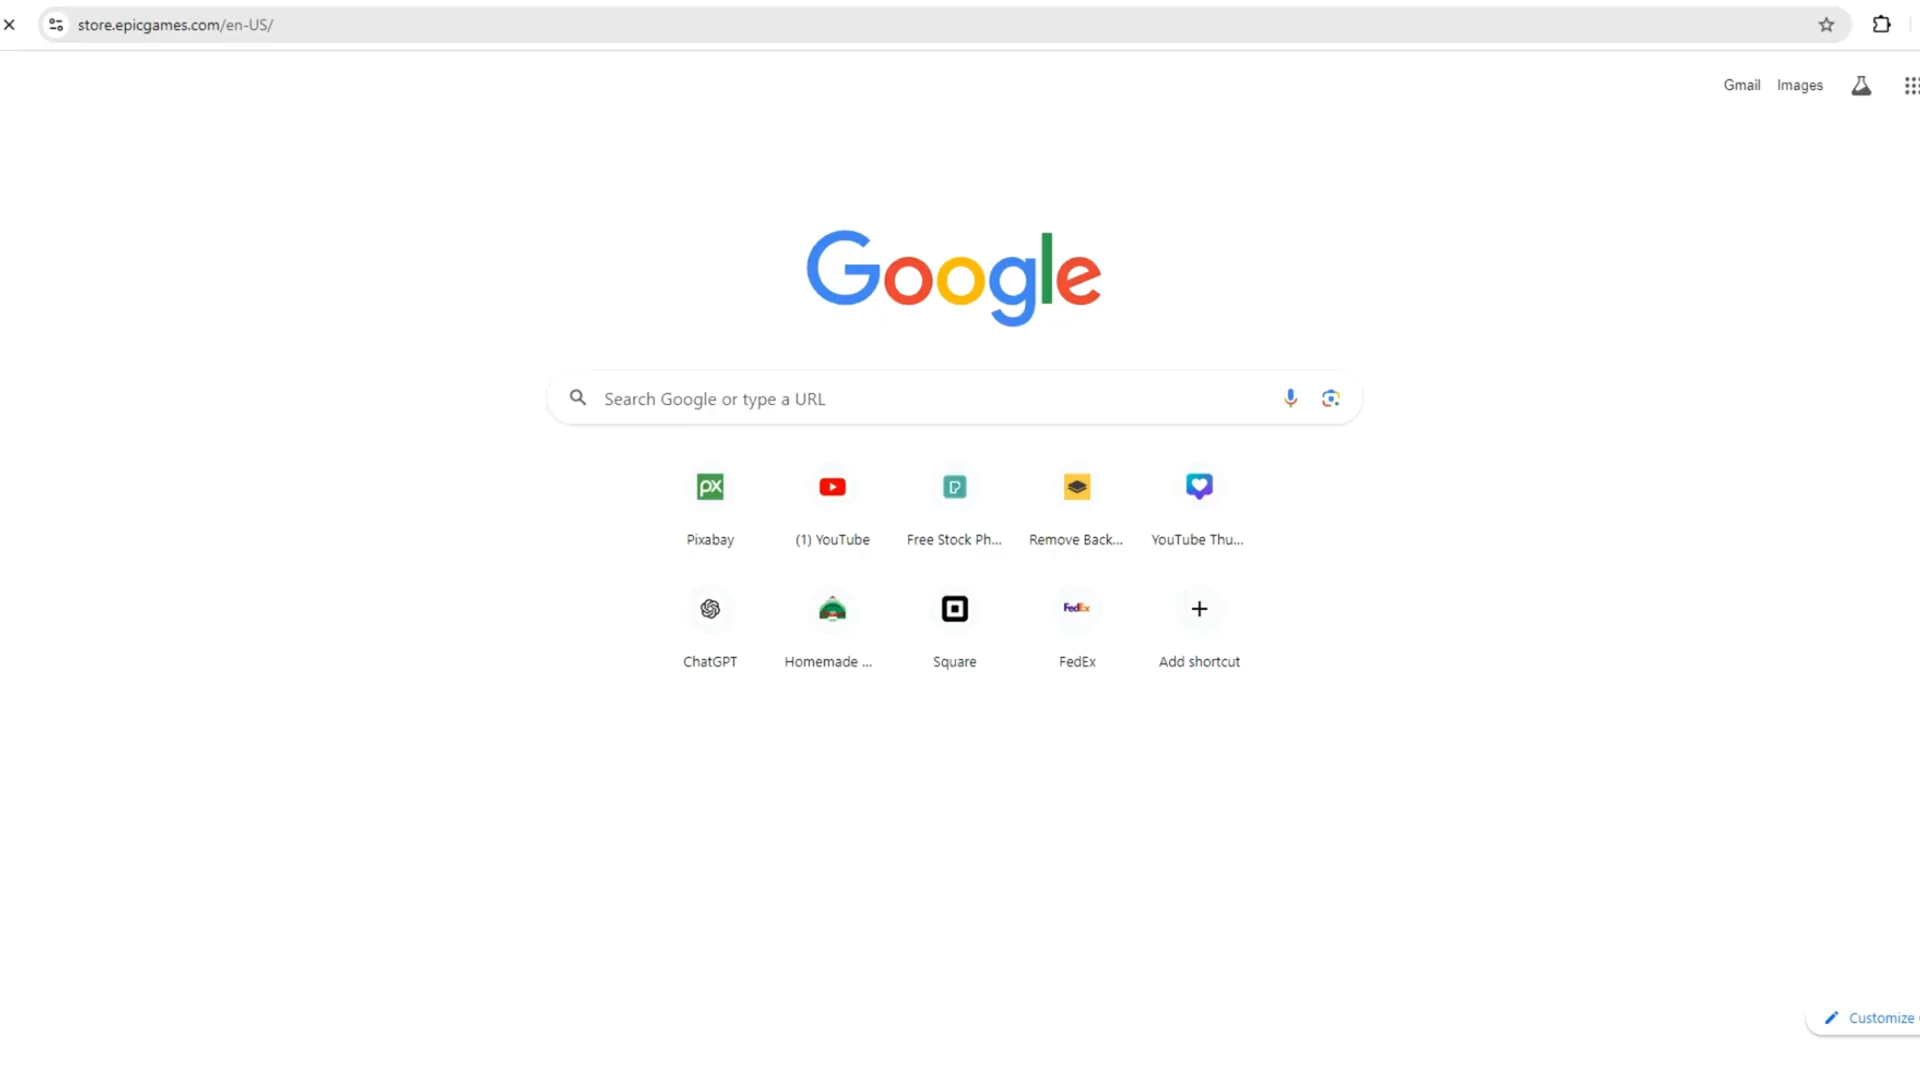 store.epicgames.com/en-US/
Gmail Images
Google
Search Google or type a URL
px
Pixabay (1) YouTube Free Stock Ph... Remove Back... YouTube Thu...
FedEx
ChatGPT Homemade ... Square FedEx Add shortcut
Customize